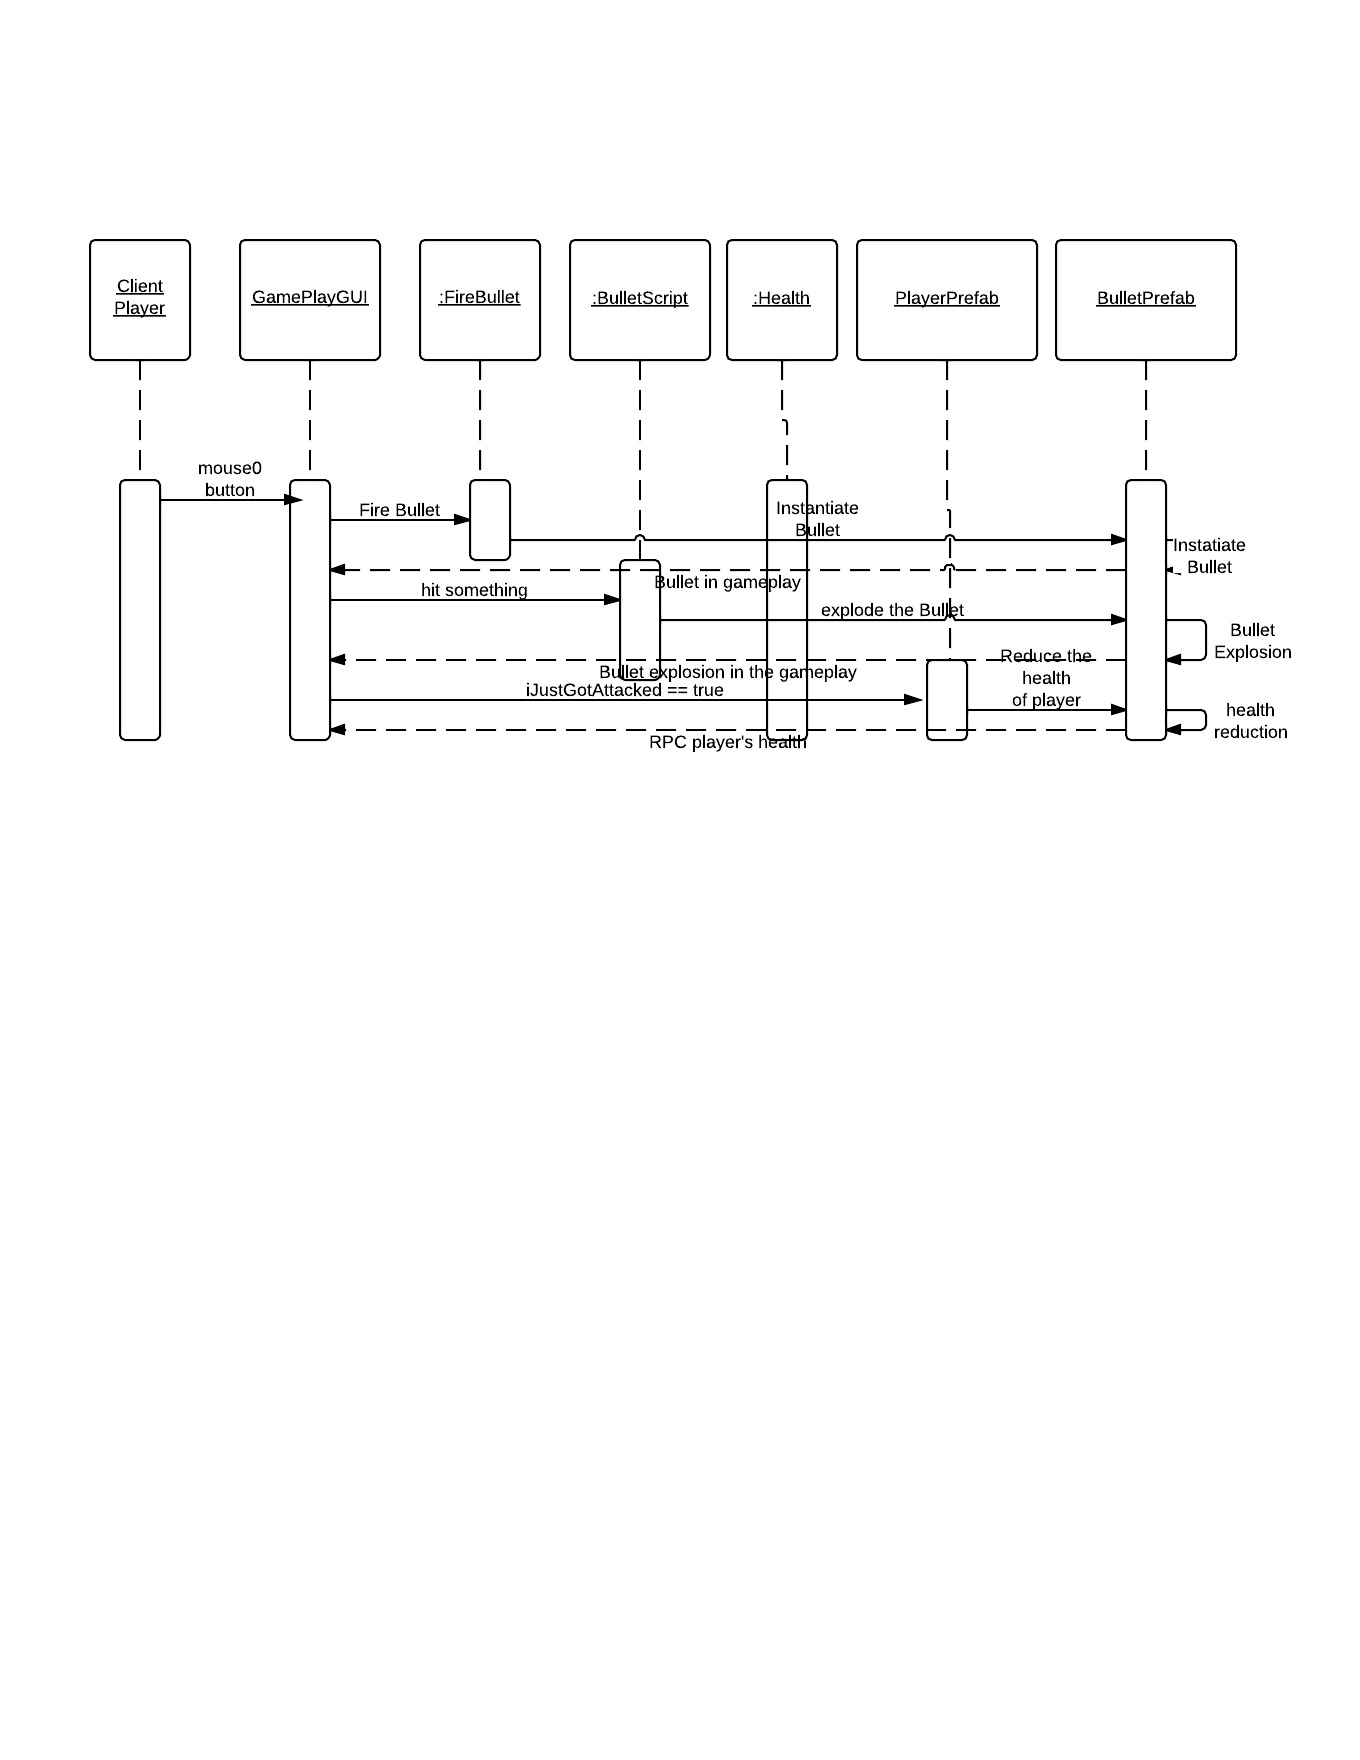 Client
Player
GamePlayGUI
:FireBullet
:BulletScript
:Health
PlayerPrefab
BulletPrefab
mouse0
button
Fire Bullet
Instantiate
Bullet
Instatiate
Bullet
Bullet in gameplay
hit something
explode the Bullet
Bullet
Explosion
Reduce the
health
of player
Bullet explosion in the gameplay
iJustGotAttacked == true
health
reduction
RPC player's health